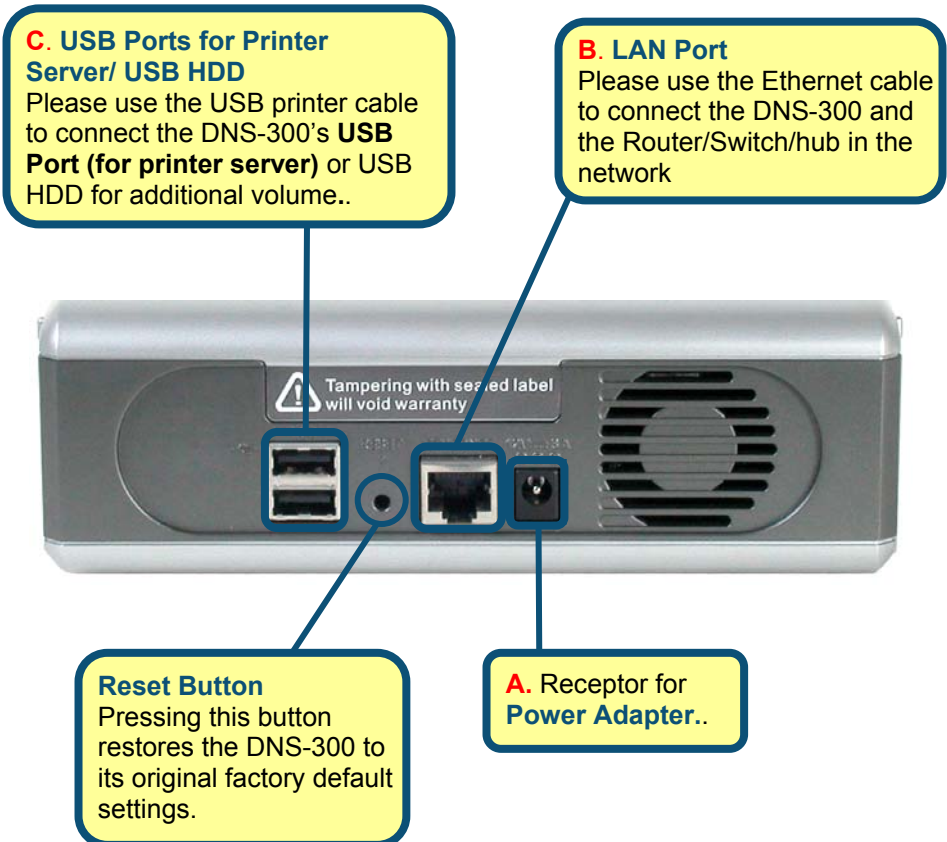 C. USB Ports for Printer
Server/ USB HDD
Please use the USB printer cable
to connect the DNS-300’s USB
Port (for printer server) or USB
HDD for additional volume..
B. LAN Port
Please use the Ethernet cable
to connect the DNS-300 and
the Router/Switch/hub in the
network
Tampering with sealed label
will void warranty
Reset Button
Pressing this button
restores the DNS-300 to
its original factory default
settings.
A. Receptor for
Power Adapter..